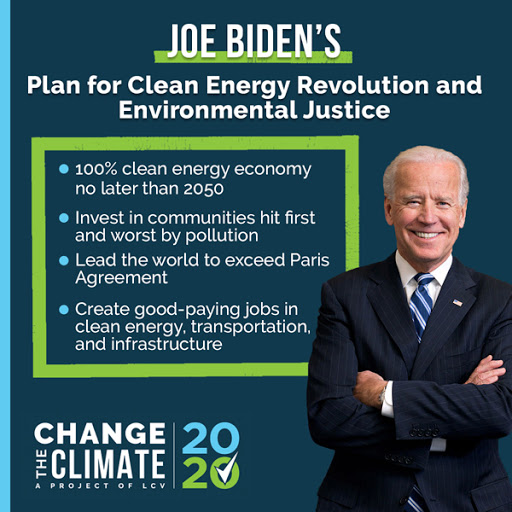 JOE BIDEN'S
Plan for Clean Energy Revolution and
Environmental Justice
100% clean energy economy
no later than 2050
Invest in communities hit first
and worst by pollution
Lead the world to exceed Paris
Agreement
Create good-paying jobs in
clean energy, transportation,
and infrastructure
CHANGE
THE CLIMATE
A PROJECT OF LCV
20
20